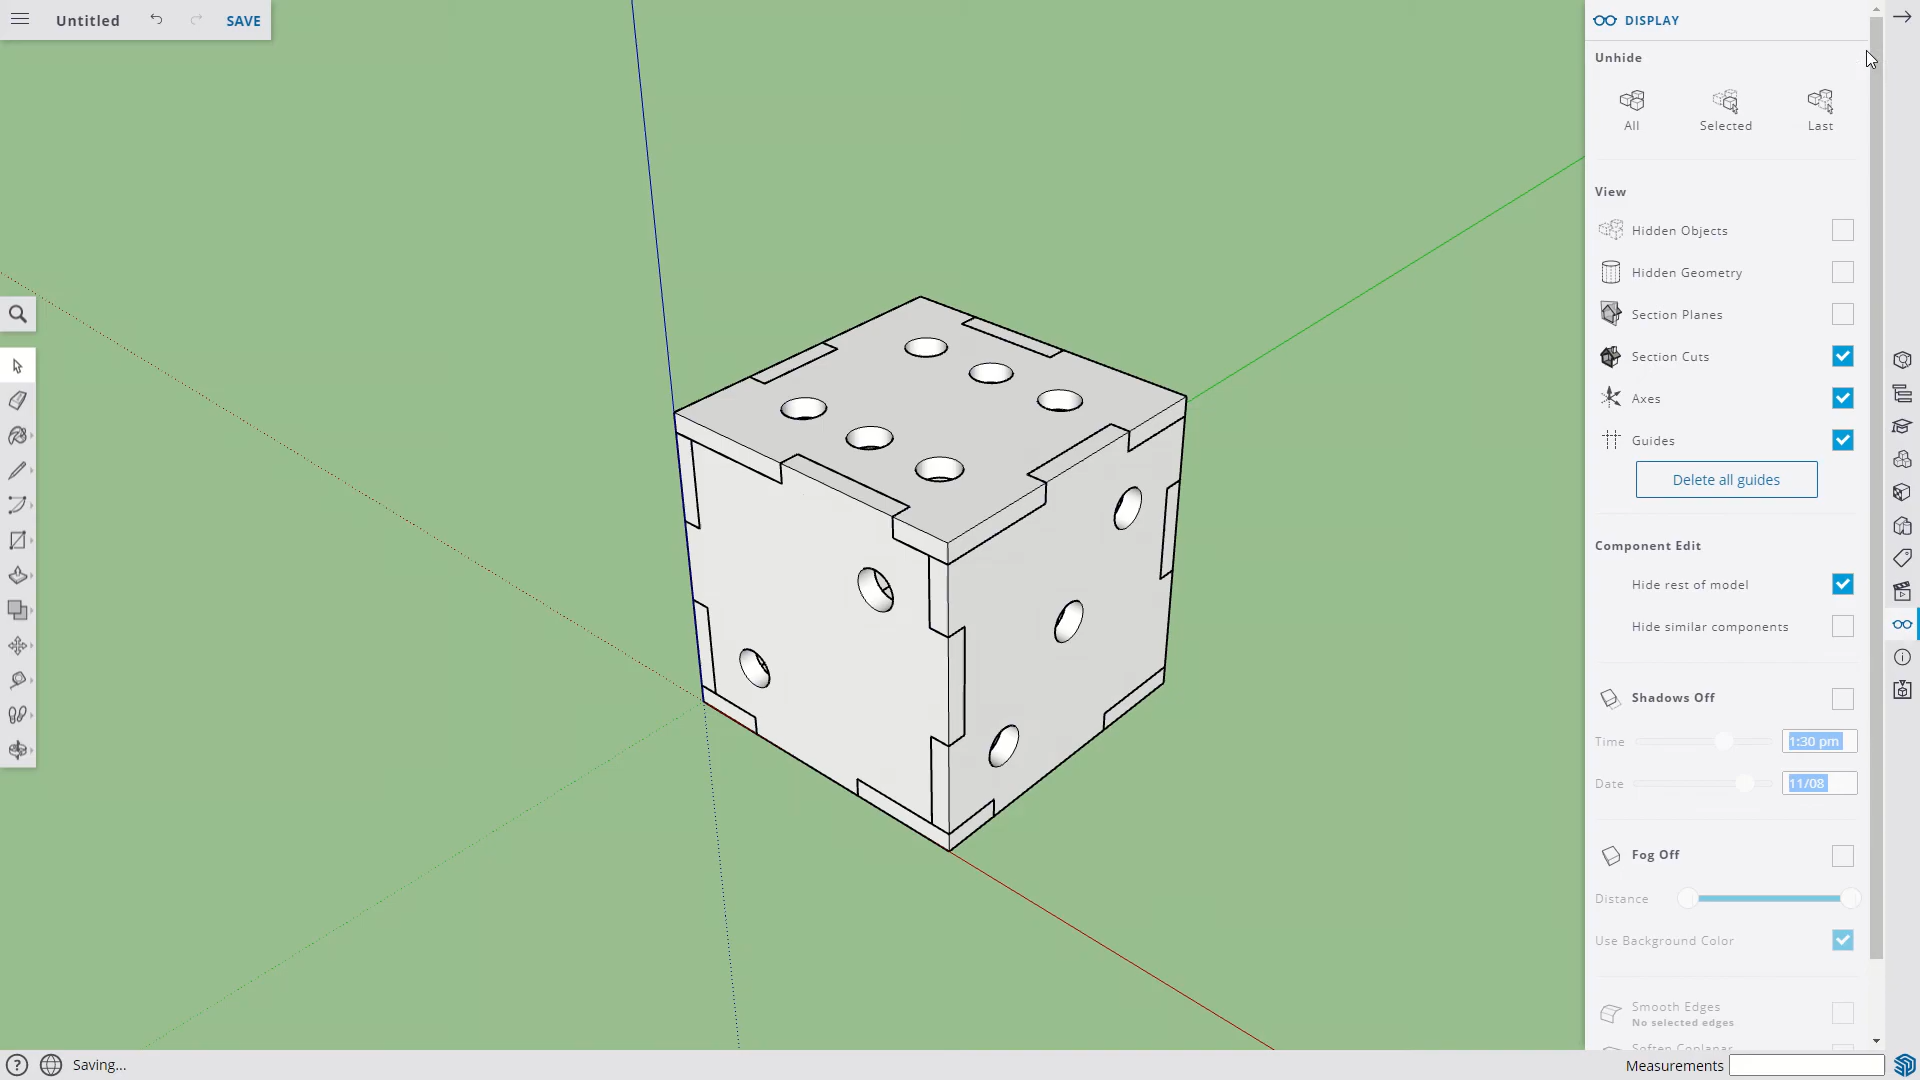 Untitled
SAVE
DISPLAY
Unhide
All
Selected
Last
View
Hidden Objects
Hidden Geometry
Section Planes
Section Cuts
Axes
Guides
Delete all guides
Component Edit
Hide rest of model
Hide similar components
Shadows Off
Time
1:30 pm
Date
11/08
Fog Off
Distance
Use Background Color
Smooth Edges
No selected edges
Soften Coplanar
Saving...
Measurements